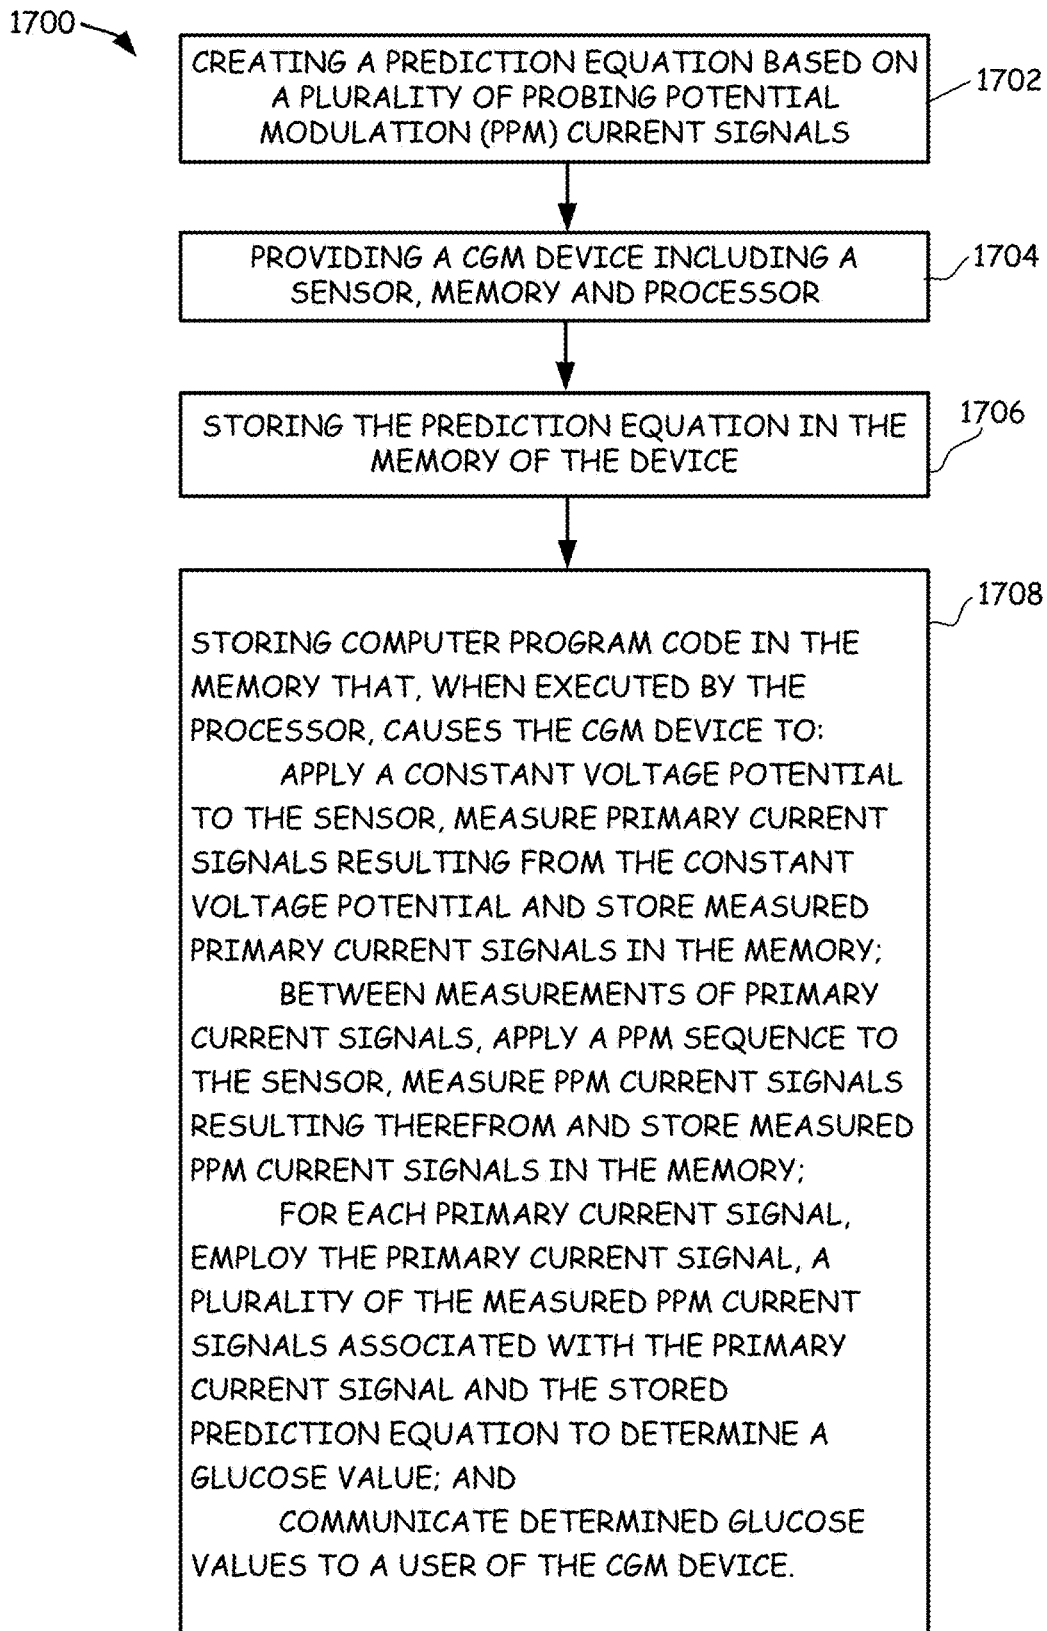 1700
CREATING A PREDICTION EQUATION BASED ON
A PLURALITY OF PROBING POTENTIAL
MODULATION (PPM) CURRENT SIGNALS
1702
PROVIDING A CGM DEVICE INCLUDING A
SENSOR, MEMORY AND PROCESSOR
1704
STORING THE PREDICTION EQUATION IN THE
MEMORY OF THE DEVICE
1706
STORING COMPUTER PROGRAM CODE IN THE
MEMORY THAT, WHEN EXECUTED BY THE
PROCESSOR, CAUSES THE CGM DEVICE TO:
APPLY A CONSTANT VOLTAGE POTENTIAL
TO THE SENSOR, MEASURE PRIMARY CURRENT
SIGNALS RESULTING FROM THE CONSTANT
VOLTAGE POTENTIAL AND STORE MEASURED
PRIMARY CURRENT SIGNALS IN THE MEMORY;
BETWEEN MEASUREMENTS OF PRIMARY
CURRENT SIGNALS, APPLY A PPM SEQUENCE TO
THE SENSOR, MEASURE PPM CURRENT SIGNALS
RESULTING THEREFROM AND STORE MEASURED
PPM CURRENT SIGNALS IN THE MEMORY;
FOR EACH PRIMARY CURRENT SIGNAL,
EMPLOY THE PRIMARY CURRENT SIGNAL, A
PLURALITY OF THE MEASURED PPM CURRENT
SIGNALS ASSOCIATED WITH THE PRIMARY
CURRENT SIGNAL AND THE STORED
PREDICTION EQUATION TO DETERMINE A
GLUCOSE VALUE; AND
COMMUNICATE DETERMINED GLUCOSE
VALUES TO A USER OF THE CGM DEVICE.
1708